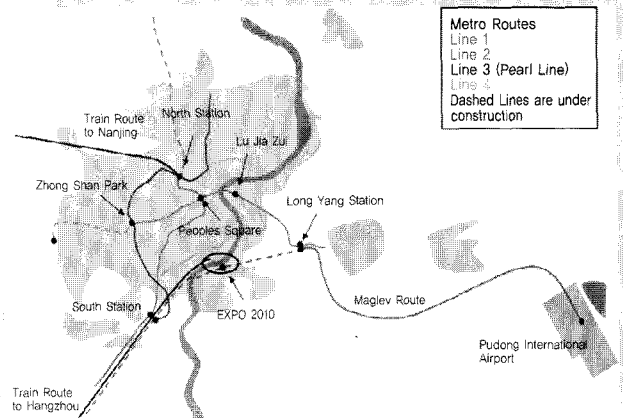 Metro Routes
Line 1
Line 2
Line 3 (Pearl Line)
Line 4
Dashed Lines are under
construction
Train Route
to Nanjing
North Station
Lu Jia Zui
Zhong Shan Park
Long Yang Station
Peoples Square
South Station
EXPO 2010
Maglev Route
Pudong International
Airport
Train Route
to Hangzhou